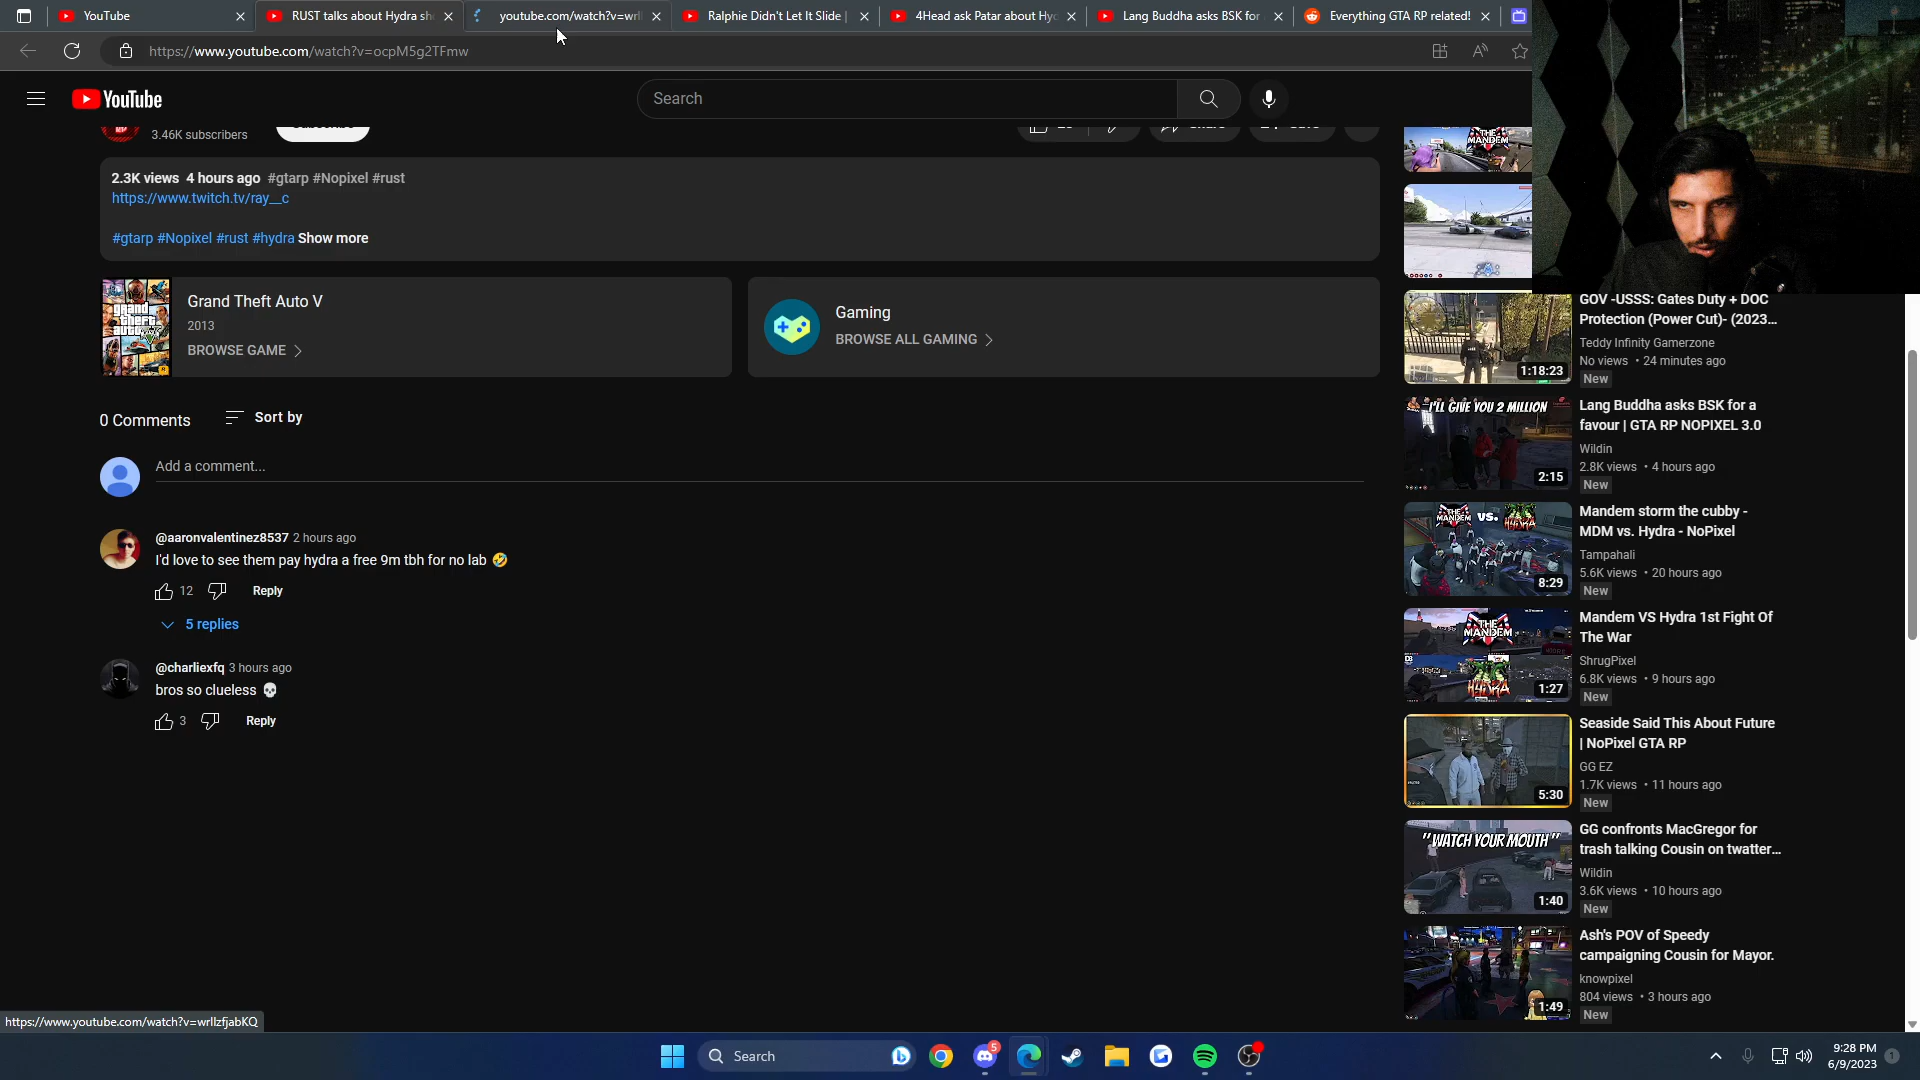 YouTube
RUST talks about Hydra sh
youtube.com/watch?v=wrl
Ralphie Didn't Let It Slide |
4Head ask Patar about Hyd
Lang Buddha asks BSK for
Everything GTA RP related!
https://www.youtube.com/watch?v=ocpM5g2TFmw
YouTube
Search
3.46K subscribers
2.3K views 4 hours ago #gtarp #Nopixel #rust
https://www.twitch.tv/ray__c
#gtarp #Nopixel #rust #hydra Show more
Grand Theft Auto V
2013
BROWSE GAME
Gaming
BROWSE ALL GAMING
0 Comments
Sort by
Add a comment...
@aaronvalentinez8537 2 hours ago
I'd love to see them pay hydra a free 9m tbh for no lab 🤣
12
Reply
5 replies
@charliexfq 3 hours ago
bros so clueless 💀
3
Reply
THE
MANDEM
GOV -USSS: Gates Duty + DOC
Protection (Power Cut)- (2023...
Teddy Infinity Gamerzone
No views • 24 minutes ago
New
1:18:23
I'LL GIVE YOU 2 MILLION
2:15
Lang Buddha asks BSK for a
favour | GTA RP NOPIXEL 3.0
Wildin
2.8K views • 4 hours ago
New
THE
MANDEM VS.
HYDRA
8:29
Mandem storm the cubby -
MDM vs. Hydra - NoPixel
Tampahali
5.6K views • 20 hours ago
New
THE
MANDEM
HYDRA
1:27
Mandem VS Hydra 1st Fight Of
The War
ShrugPixel
6.8K views • 9 hours ago
New
5:30
Seaside Said This About Future
| NoPixel GTA RP
GG EZ
1.7K views • 11 hours ago
New
"WATCH YOUR MOUTH"
1:40
GG confronts MacGregor for
trash talking Cousin on twatter...
Wildin
3.6K views • 10 hours ago
New
1:49
Ash's POV of Speedy
campaigning Cousin for Mayor.
knowpixel
804 views • 3 hours ago
New
https://www.youtube.com/watch?v=wrllzfjabKQ
Search
5
9:28 PM
6/9/2023
1